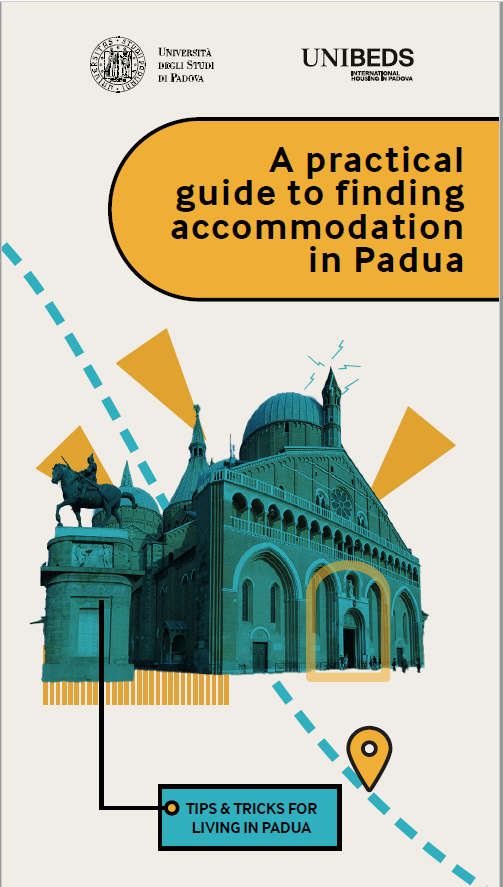 UNIVERSITÀ
DEGLI STUDI
DI PADOVA
UNIBEDS
INTERNATIONAL
HOUSING IN PADOVA
A practical
guide to finding
accommodation
in Padua
TIPS & TRICKS FOR
LIVING IN PADUA